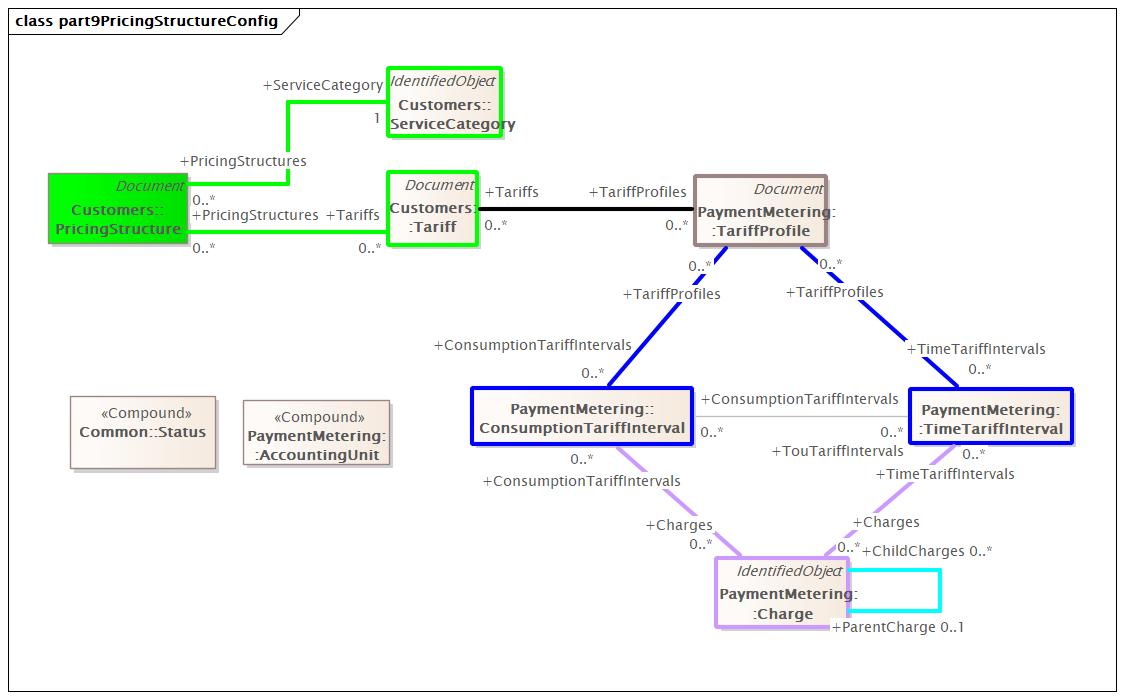 class part9PricingStructureConfig
+ServiceCategory
1
IdentifiedObject
Customers::
ServiceCategory
+PricingStructures
0..*
Document
Customers::
PricingStructure
+PricingStructures
+Tariffs
0..*
0..*
Document
Customers:
:Tariff
+Tariffs
0..*
+TariffProfiles
0..*
Document
PaymentMetering:
:TariffProfile
0..*
+TariffProfiles
0..*
+TariffProfiles
+ConsumptionTariffIntervals
0..*
+TimeTariffIntervals
0..*
PaymentMetering::
ConsumptionTariffInterval
+ConsumptionTariffIntervals
0..*
0..*
+TouTariffIntervals
PaymentMetering:
:TimeTariffInterval
«Compound»
Common::Status
«Compound»
PaymentMetering:
:AccountingUnit
0..*
+ConsumptionTariffIntervals
0..*
+TimeTariffIntervals
+Charges
0..*
+Charges
0..*
+ChildCharges 0..*
IdentifiedObject
PaymentMetering:
:Charge
+ParentCharge 0..1